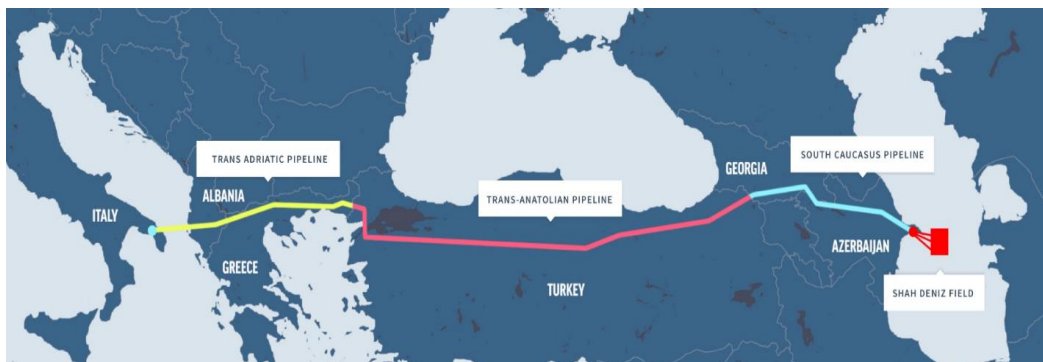 TRANS ADRIATIC PIPELINE
SOUTH CAUCASUS PIPELINE
GEORGIA
ALBANIA
TRANS-ANATOLIAN PIPELINE
ITALY
AZERBAIJAN
GREECE
TURKEY
SHAH DENIZ FIELD